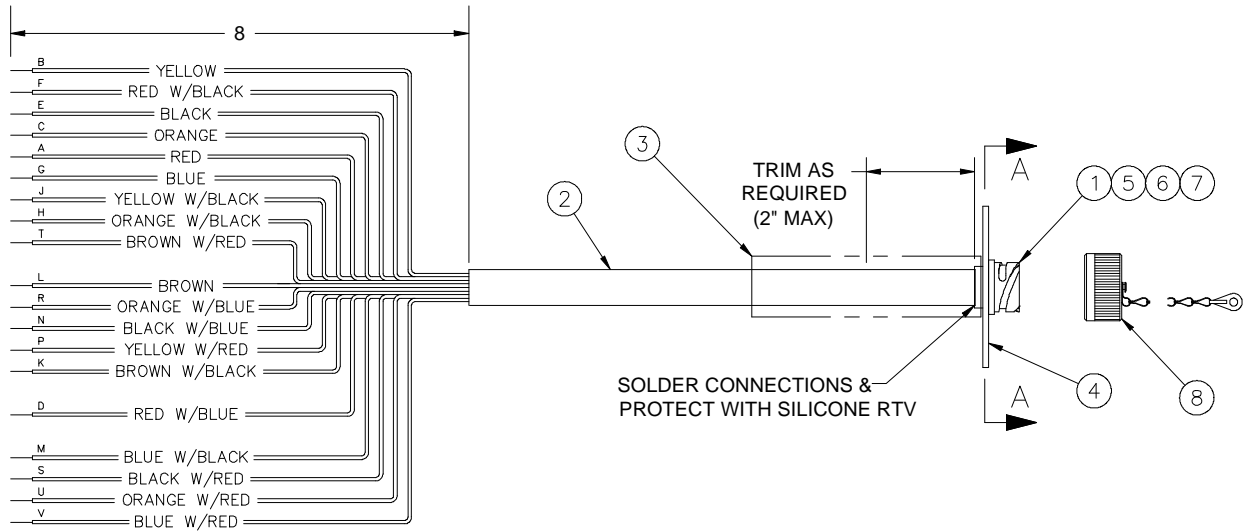 8
B YELLOW
F RED W/BLACK
E BLACK
C ORANGE
A RED
G BLUE
J YELLOW W/BLACK
H ORANGE W/BLACK
T BROWN W/RED
L BROWN
R ORANGE W/BLUE
N BLACK W/BLUE
P YELLOW W/RED
K BROWN W/BLACK
D RED W/BLUE
M BLUE W/BLACK
S BLACK W/RED
U ORANGE W/RED
V BLUE W/RED
2
3
TRIM AS
REQUIRED
(2" MAX)
A
1 5 6 7
SOLDER CONNECTIONS &
PROTECT WITH SILICONE RTV
4
A
8